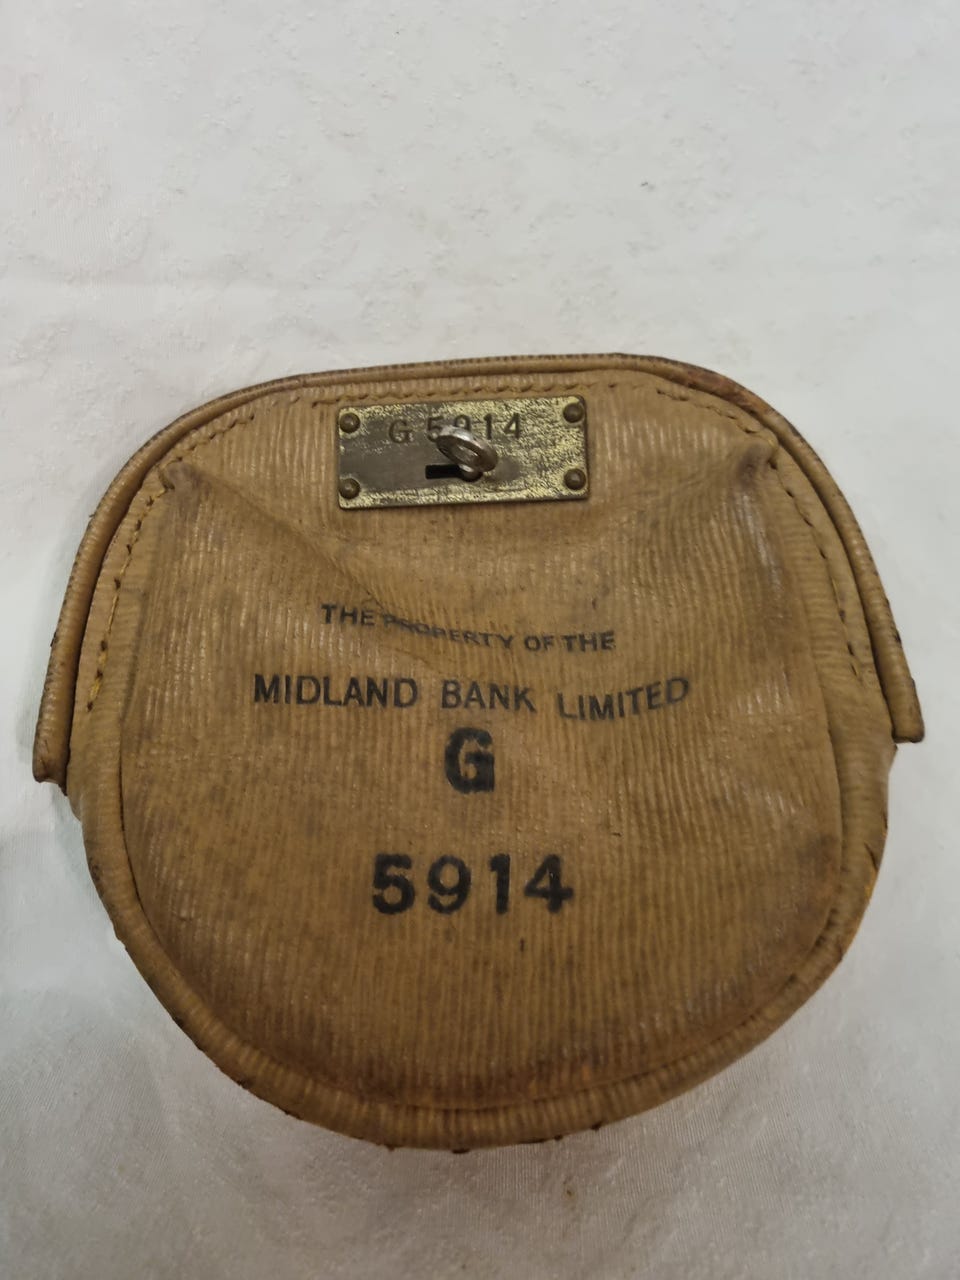 G 5914
THE PROPERTY OF THE
MIDLAND BANK LIMITED
G
5914